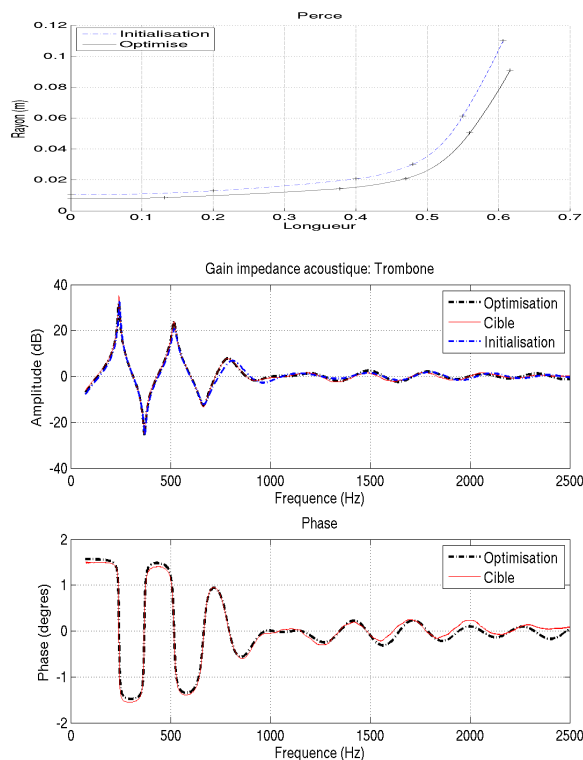 Perce
Initialisation
Optimise
0.12
0.1
0.08
0.06
0.04
0.02
0
Rayon (m)
0 0.1 0.2 0.3 0.4 0.5 0.6 0.7
Longueur
Gain impedance acoustique: Trombone
Optimisation
Cible
Initialisation
40
20
0
-20
-40
Amplitude (dB)
0 500 1000 1500 2000 2500
Frequence (Hz)
Phase
Optimisation
Cible
2
1
0
-1
-2
Phase (degres)
0 500 1000 1500 2000 2500
Frequence (Hz)